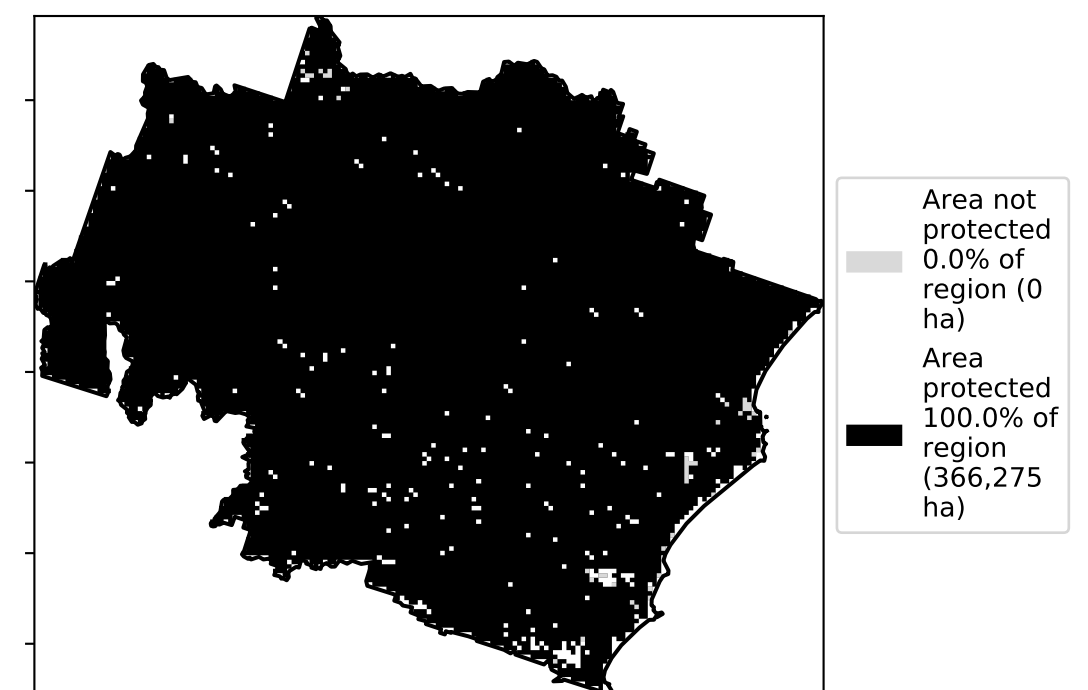 Area not
protected
0.0% of
region (0
ha)
Area
protected
100.0% of
region
(366,275
ha)